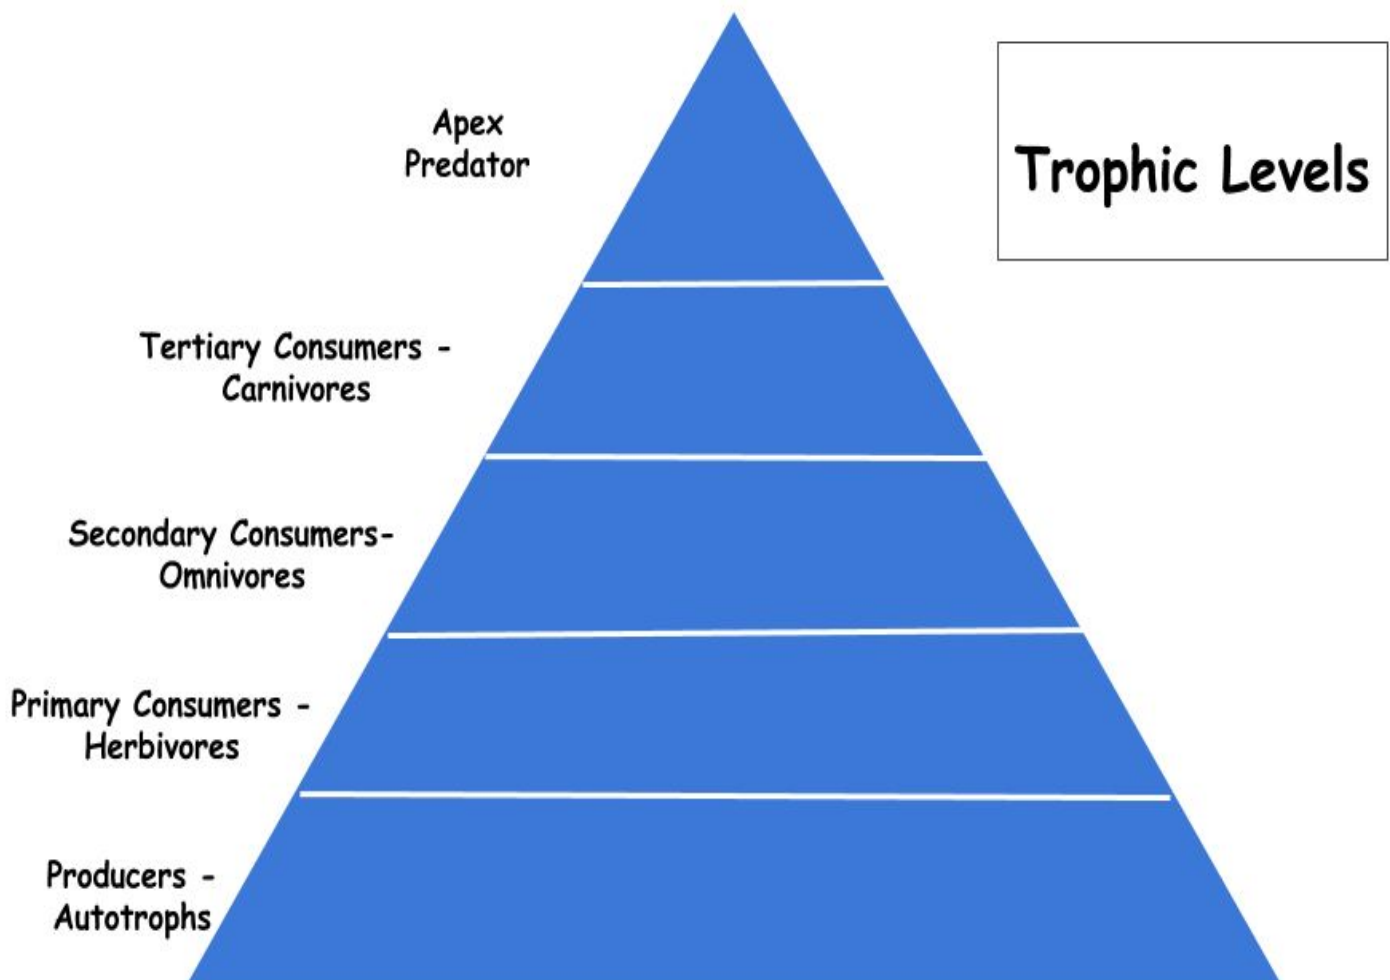 Apex
Predator
Trophic Levels
Tertiary Consumers -
Carnivores
Secondary Consumers-
Omnivores
Primary Consumers -
Herbivores
Producers -
Autotrophs